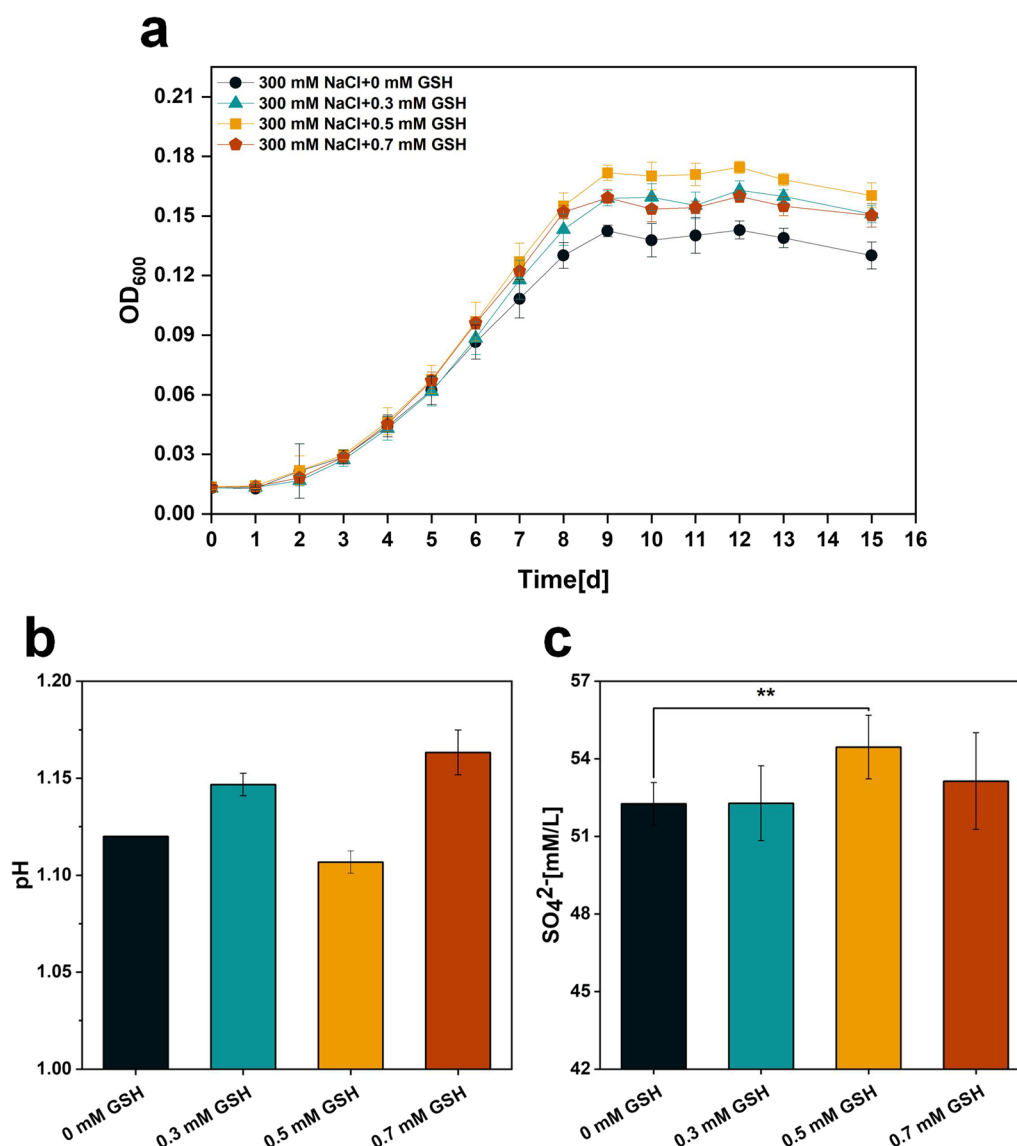 a
300 mM NaCl+0 mM GSH
300 mM NaCl+0.3 mM GSH
300 mM NaCl+0.5 mM GSH
300 mM NaCl+0.7 mM GSH
0.21
0.18
0.15
0.12
0.09
0.06
0.03
0.00
OD600
0 1 2 3 4 5 6 7 8 9 10 11 12 13 14 15 16
Time[d]
b
1.20
1.15
1.10
1.05
1.00
pH
0 mM GSH
0.3 mM GSH
0.5 mM GSH
0.7 mM GSH
c
57
54
51
48
45
42
SO42-[mM/L]
**
0 mM GSH
0.3 mM GSH
0.5 mM GSH
0.7 mM GSH